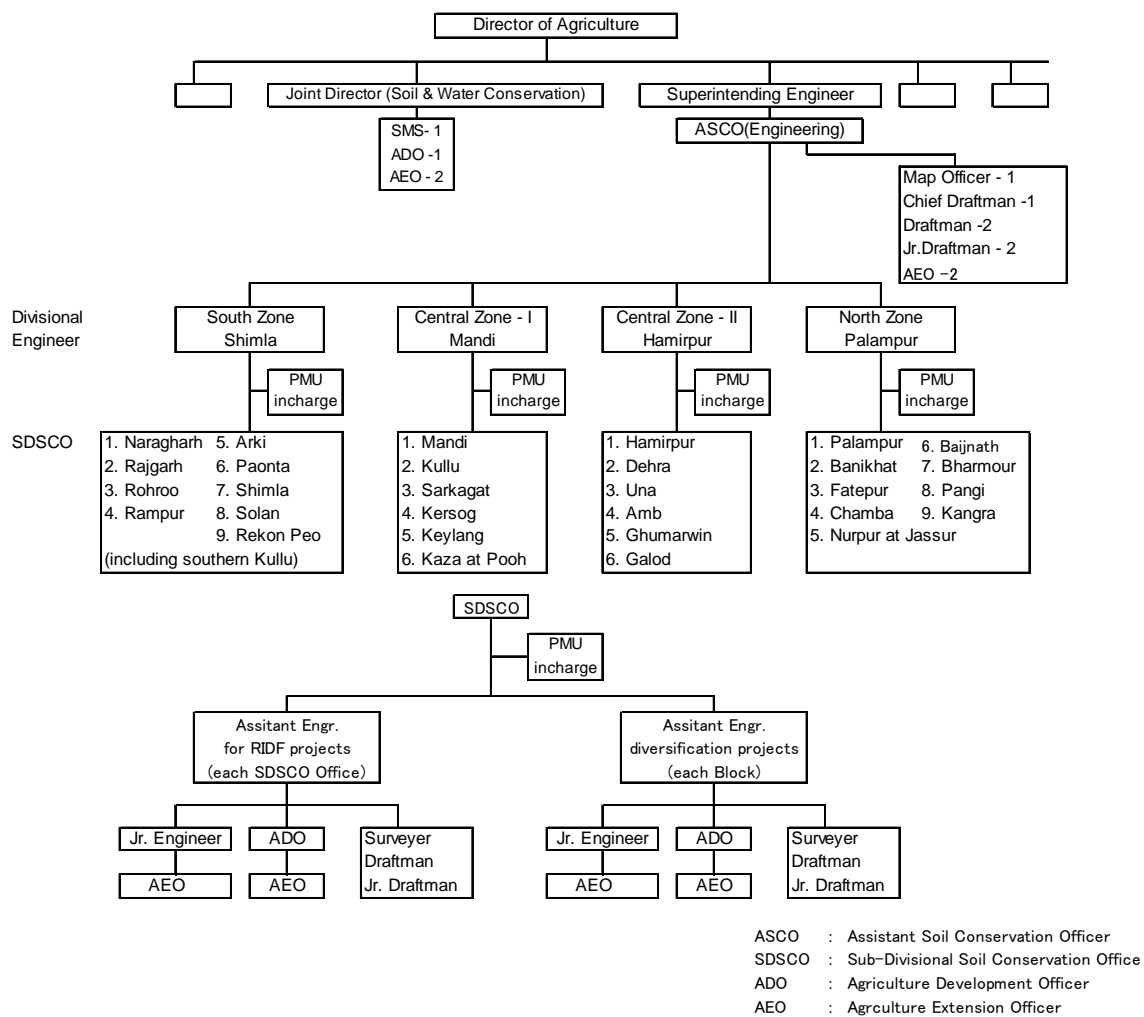 Director of Agriculture
Joint Director (Soil & Water Conservation)
Superintending Engineer
SMS- 1
ADO -1
AEO - 2
ASCO(Engineering)
Map Officer - 1
Chief Draftman -1
Draftman -2
Jr.Draftman - 2
AEO -2
Divisional
Engineer
South Zone
Shimla
Central Zone - I
Mandi
Central Zone - II
Hamirpur
North Zone
Palampur
PMU
incharge
PMU
incharge
PMU
incharge
PMU
incharge
SDSCO
1. Naragharh 5. Arki
2. Rajgarh 6. Paonta
3. Rohroo 7. Shimla
4. Rampur 8. Solan
9. Rekon Peo
(including southern Kullu)
1. Mandi
2. Kullu
3. Sarkagat
4. Kersog
5. Keylang
6. Kaza at Pooh
1. Hamirpur
2. Dehra
3. Una
4. Amb
5. Ghumarwin
6. Galod
1. Palampur 6. Baijnath
2. Banikhat 7. Bharmour
3. Fatepur 8. Pangi
4. Chamba 9. Kangra
5. Nurpur at Jassur
SDSCO
PMU
incharge
Assitant Engr.
for RIDF projects
(each SDSCO Office)
Assitant Engr.
diversification projects
(each Block)
Jr. Engineer
ADO
Surveyer
Draftman
Jr. Draftman
AEO
AEO
Jr. Engineer
ADO
Surveyer
Draftman
Jr. Draftman
AEO
AEO
ASCO : Assistant Soil Conservation Officer
SDSCO : Sub-Divisional Soil Conservation Office
ADO : Agriculture Development Officer
AEO : Agrculture Extension Officer